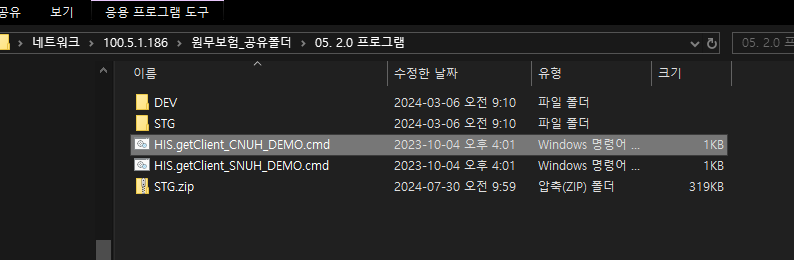 공유 보기 응용 프로그램 도구
네트워크 > 100.5.1.186 > 원무보험_공유폴더 > 05. 2.0 프로그램 05. 2.0 프
이름 수정한 날짜 유형 크기
DEV 2024-03-06 오전 9:10 파일 폴더
STG 2024-03-06 오전 9:10 파일 폴더
HIS.getClient_CNUH_DEMO.cmd 2023-10-04 오후 4:01 Windows 명령어 ... 1KB
HIS.getClient_SNUH_DEMO.cmd 2023-10-04 오후 4:01 Windows 명령어 ... 1KB
STG.zip 2024-07-30 오전 9:59 압축(ZIP) 폴더 319KB